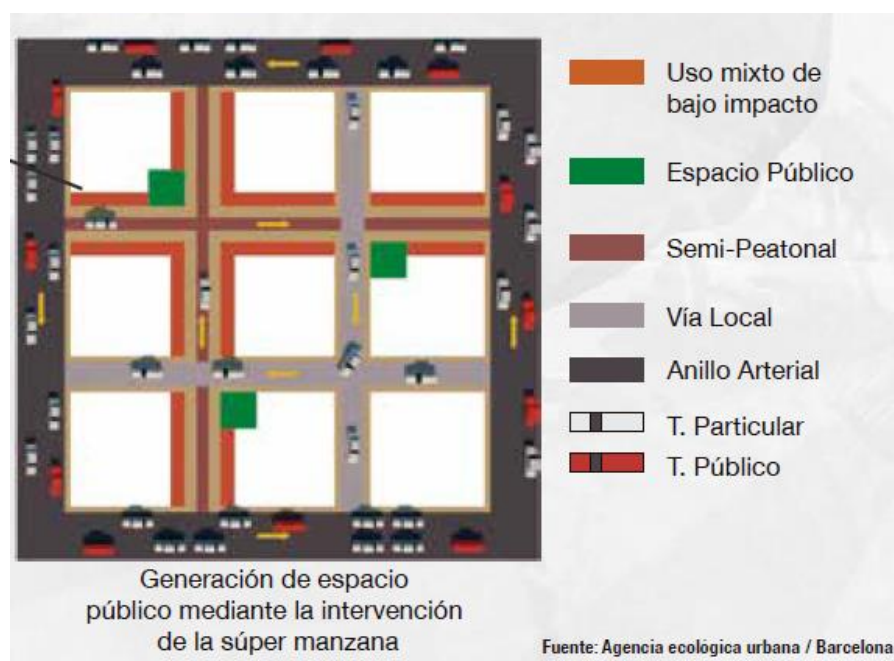 Uso mixto de
bajo impacto
Espacio Público
Semi-Peatonal
Vía Local
Anillo Arterial
T. Particular
T. Público
Generación de espacio
público mediante la intervención
de la súper manzana
Fuente: Agencia ecológica urbana / Barcelona